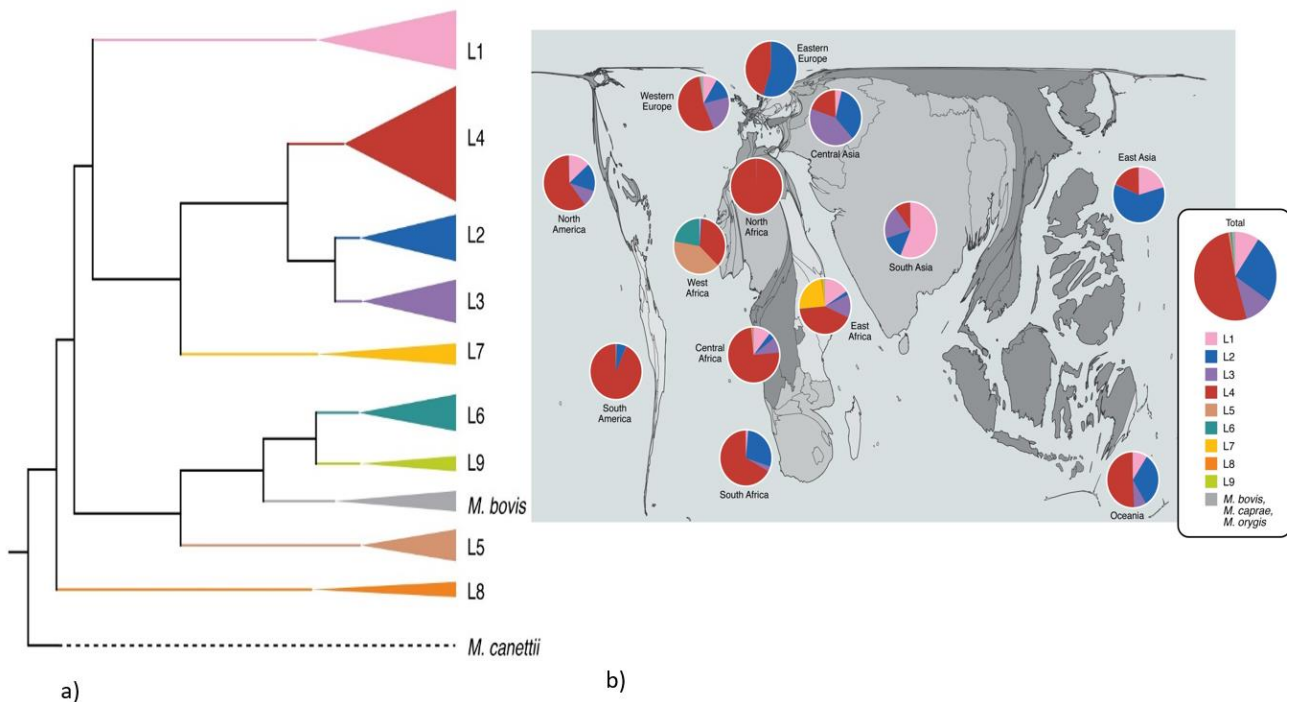 L1
L4
L2
L3
L7
L6
L9
M. bovis
L5
L8
M. canettii
a)
Eastern
Europe
Western
Europe
Central Asia
East Asia
North
America
North
Africa
South Asia
West
Africa
East
Africa
Central
Africa
South
America
South Africa
Oceania
Total
L1
L2
L3
L4
L5
L6
L7
L8
L9
M. bovis,
M. caprae,
M. orygis
b)